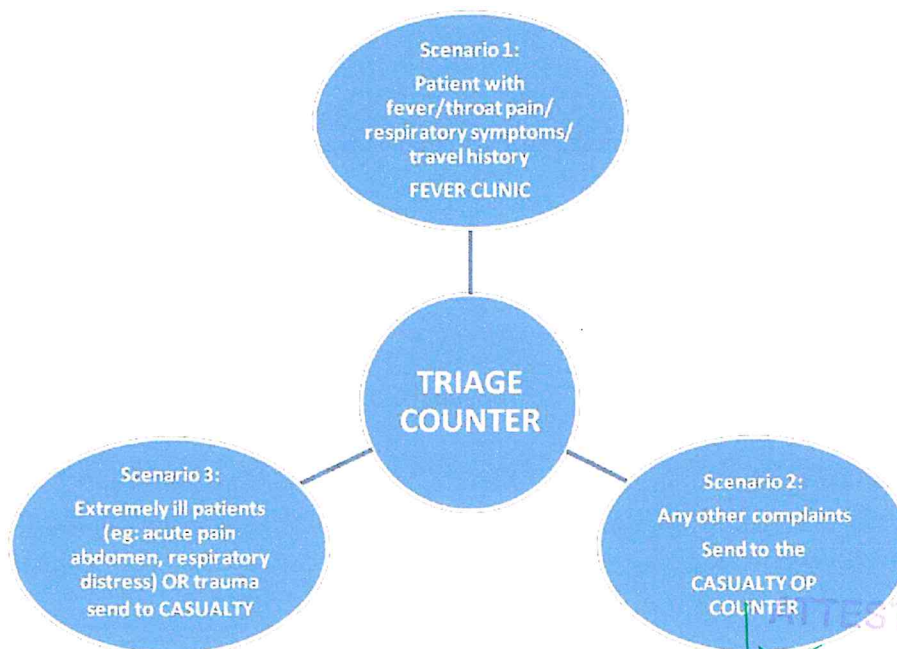 Scenario 1:
Patient with
fever/throat pain/
respiratory symptoms/
travel history
FEVER CLINIC
TRIAGE
COUNTER
Scenario 3:
Extremely ill patients
(eg: acute pain
abdomen, respiratory
distress) OR trauma
send to CASUALTY
Scenario 2:
Any other complaints
Send to the
CASUALTY OP
COUNTER